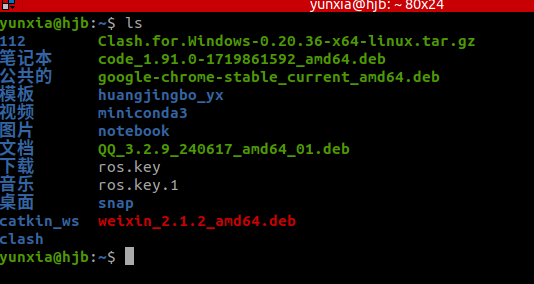 yunxia@hjb: ~ 80x24
yunxia@hjb:~$ ls
112 Clash.for.Windows-0.20.36-x64-linux.tar.gz
笔记本 code_1.91.0-1719861592_amd64.deb
公共的 google-chrome-stable_current_amd64.deb
模板 huangjingbo_yx
视频 miniconda3
图片 notebook
文档 QQ_3.2.9_240617_amd64_01.deb
下载 ros.key
音乐 ros.key.1
桌面 snap
catkin_ws weixin_2.1.2_amd64.deb
clash
yunxia@hjb:~$